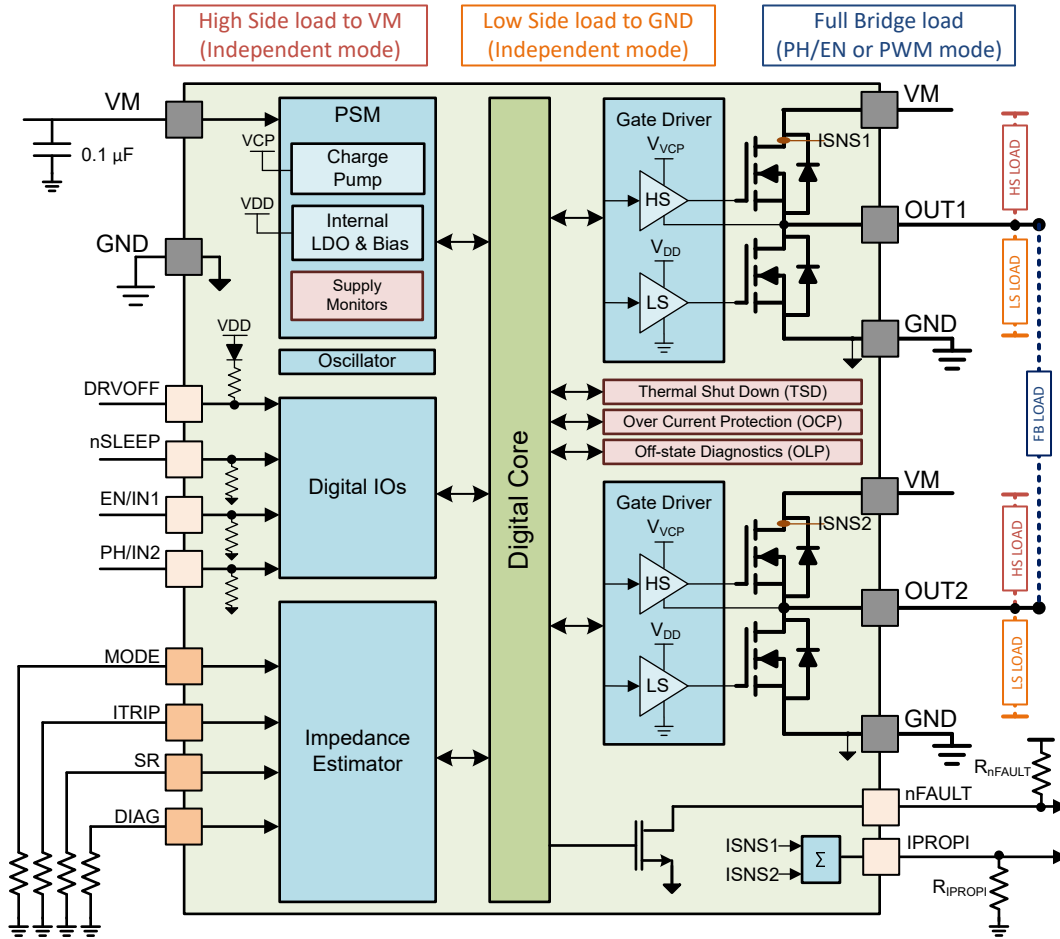 High Side load to VM
(Independent mode)
Low Side load to GND
(Independent mode)
Full Bridge load
(PH/EN or PWM mode)
VM
0.1 µF
GND
PSM
VCP
Charge
Pump
VDD
Internal
LDO & Bias
Supply
Monitors
Oscillator
VDD
DRVOFF
nSLEEP
EN/IN1
PH/IN2
Digital IOs
MODE
ITRIP
SR
DIAG
Impedance
Estimator
Digital Core
Gate Driver
VVCP
HS
VDD
LS
ISNS1
VM
OUT1
GND
HS LOAD
LS LOAD
FB LOAD
Thermal Shut Down (TSD)
Over Current Protection (OCP)
Off-state Diagnostics (OLP)
Gate Driver
VVCP
HS
VDD
LS
ISNS2
VM
OUT2
GND
HS LOAD
LS LOAD
RnFAULT
nFAULT
ISNS1
ISNS2
Σ
IPROPI
RIPROPI